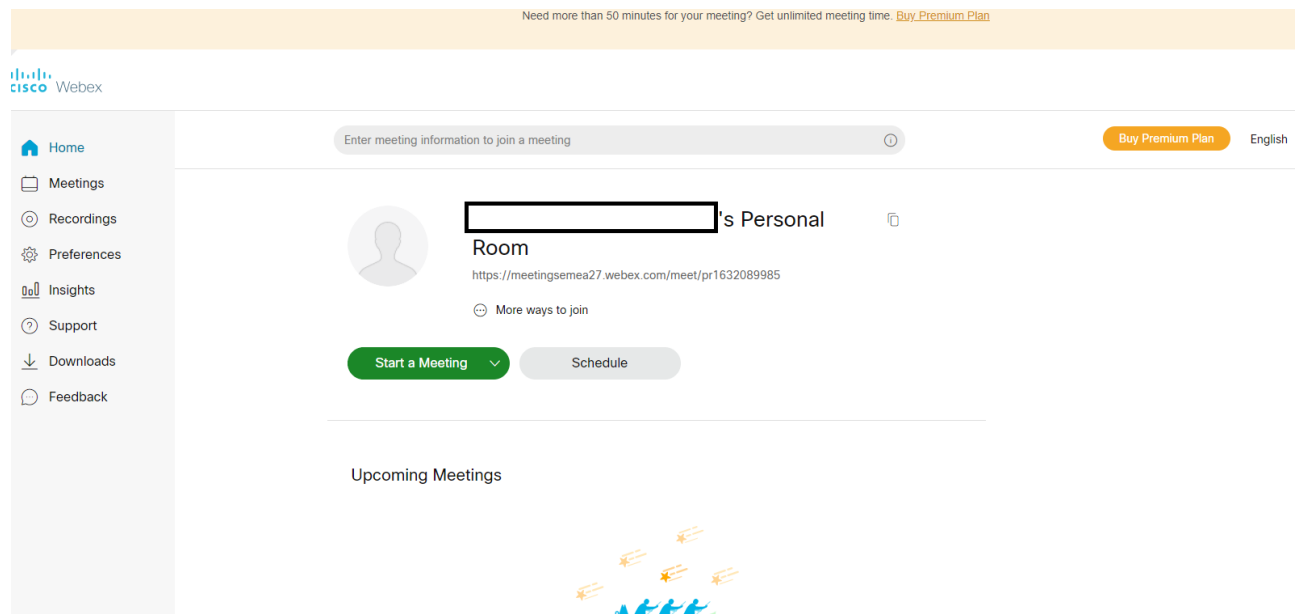 Need more than 50 minutes for your meeting? Get unlimited meeting time. Buy Premium Plan
CISCO Webex
Home
Meetings
Recordings
Preferences
Insights
Support
Downloads
Feedback
Enter meeting information to join a meeting
Buy Premium Plan
English
's Personal
Room
https://meetingsemea27.webex.com/meet/pr1632089985
More ways to join
Start a Meeting
Schedule
Upcoming Meetings